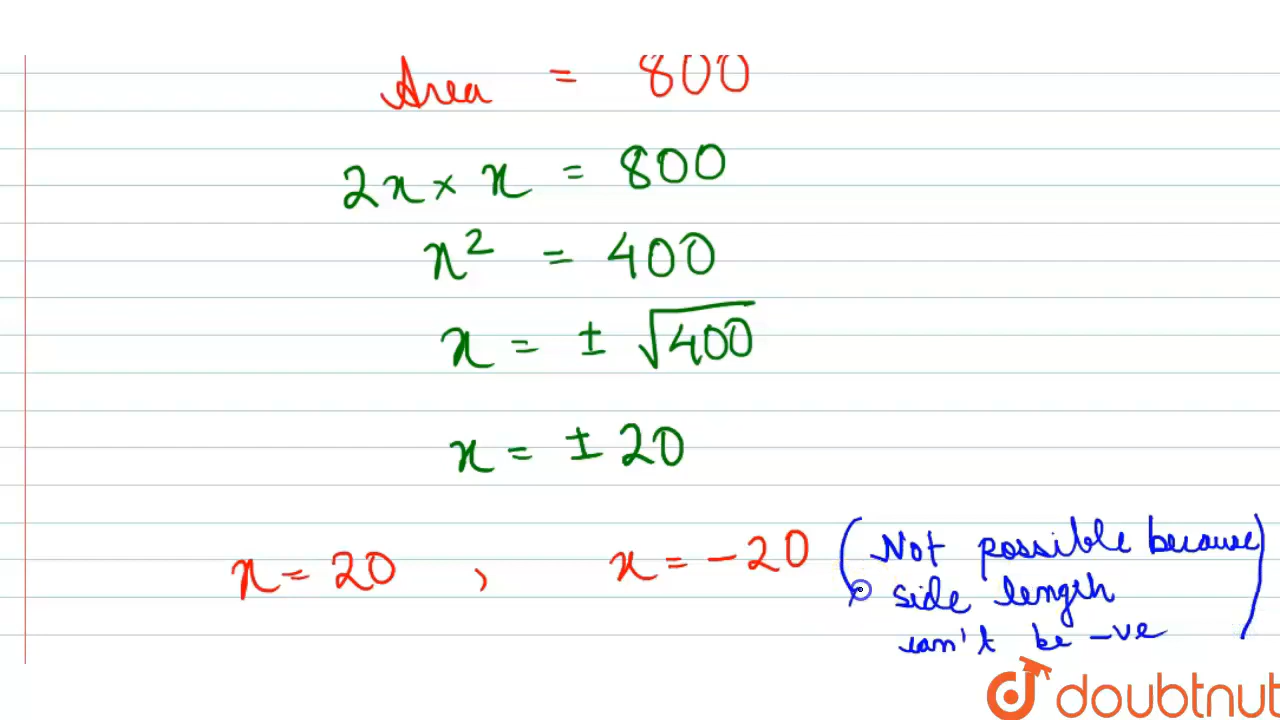 Area = 800
2x × x = 800
x² = 400
x = ± √400
x = ± 20
x = 20 , x = -20 (Not possible because
side length
can't be -ve)
doubtnut